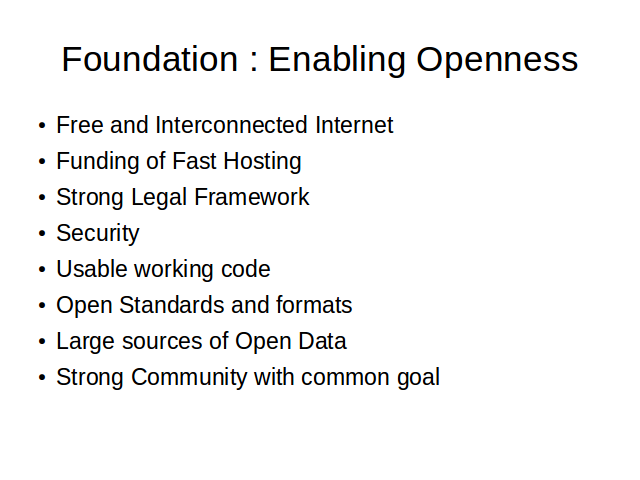 Foundation : Enabling Openness
• Free and Interconnected Internet
• Funding of Fast Hosting
• Strong Legal Framework
• Security
• Usable working code
• Open Standards and formats
• Large sources of Open Data
• Strong Community with common goal